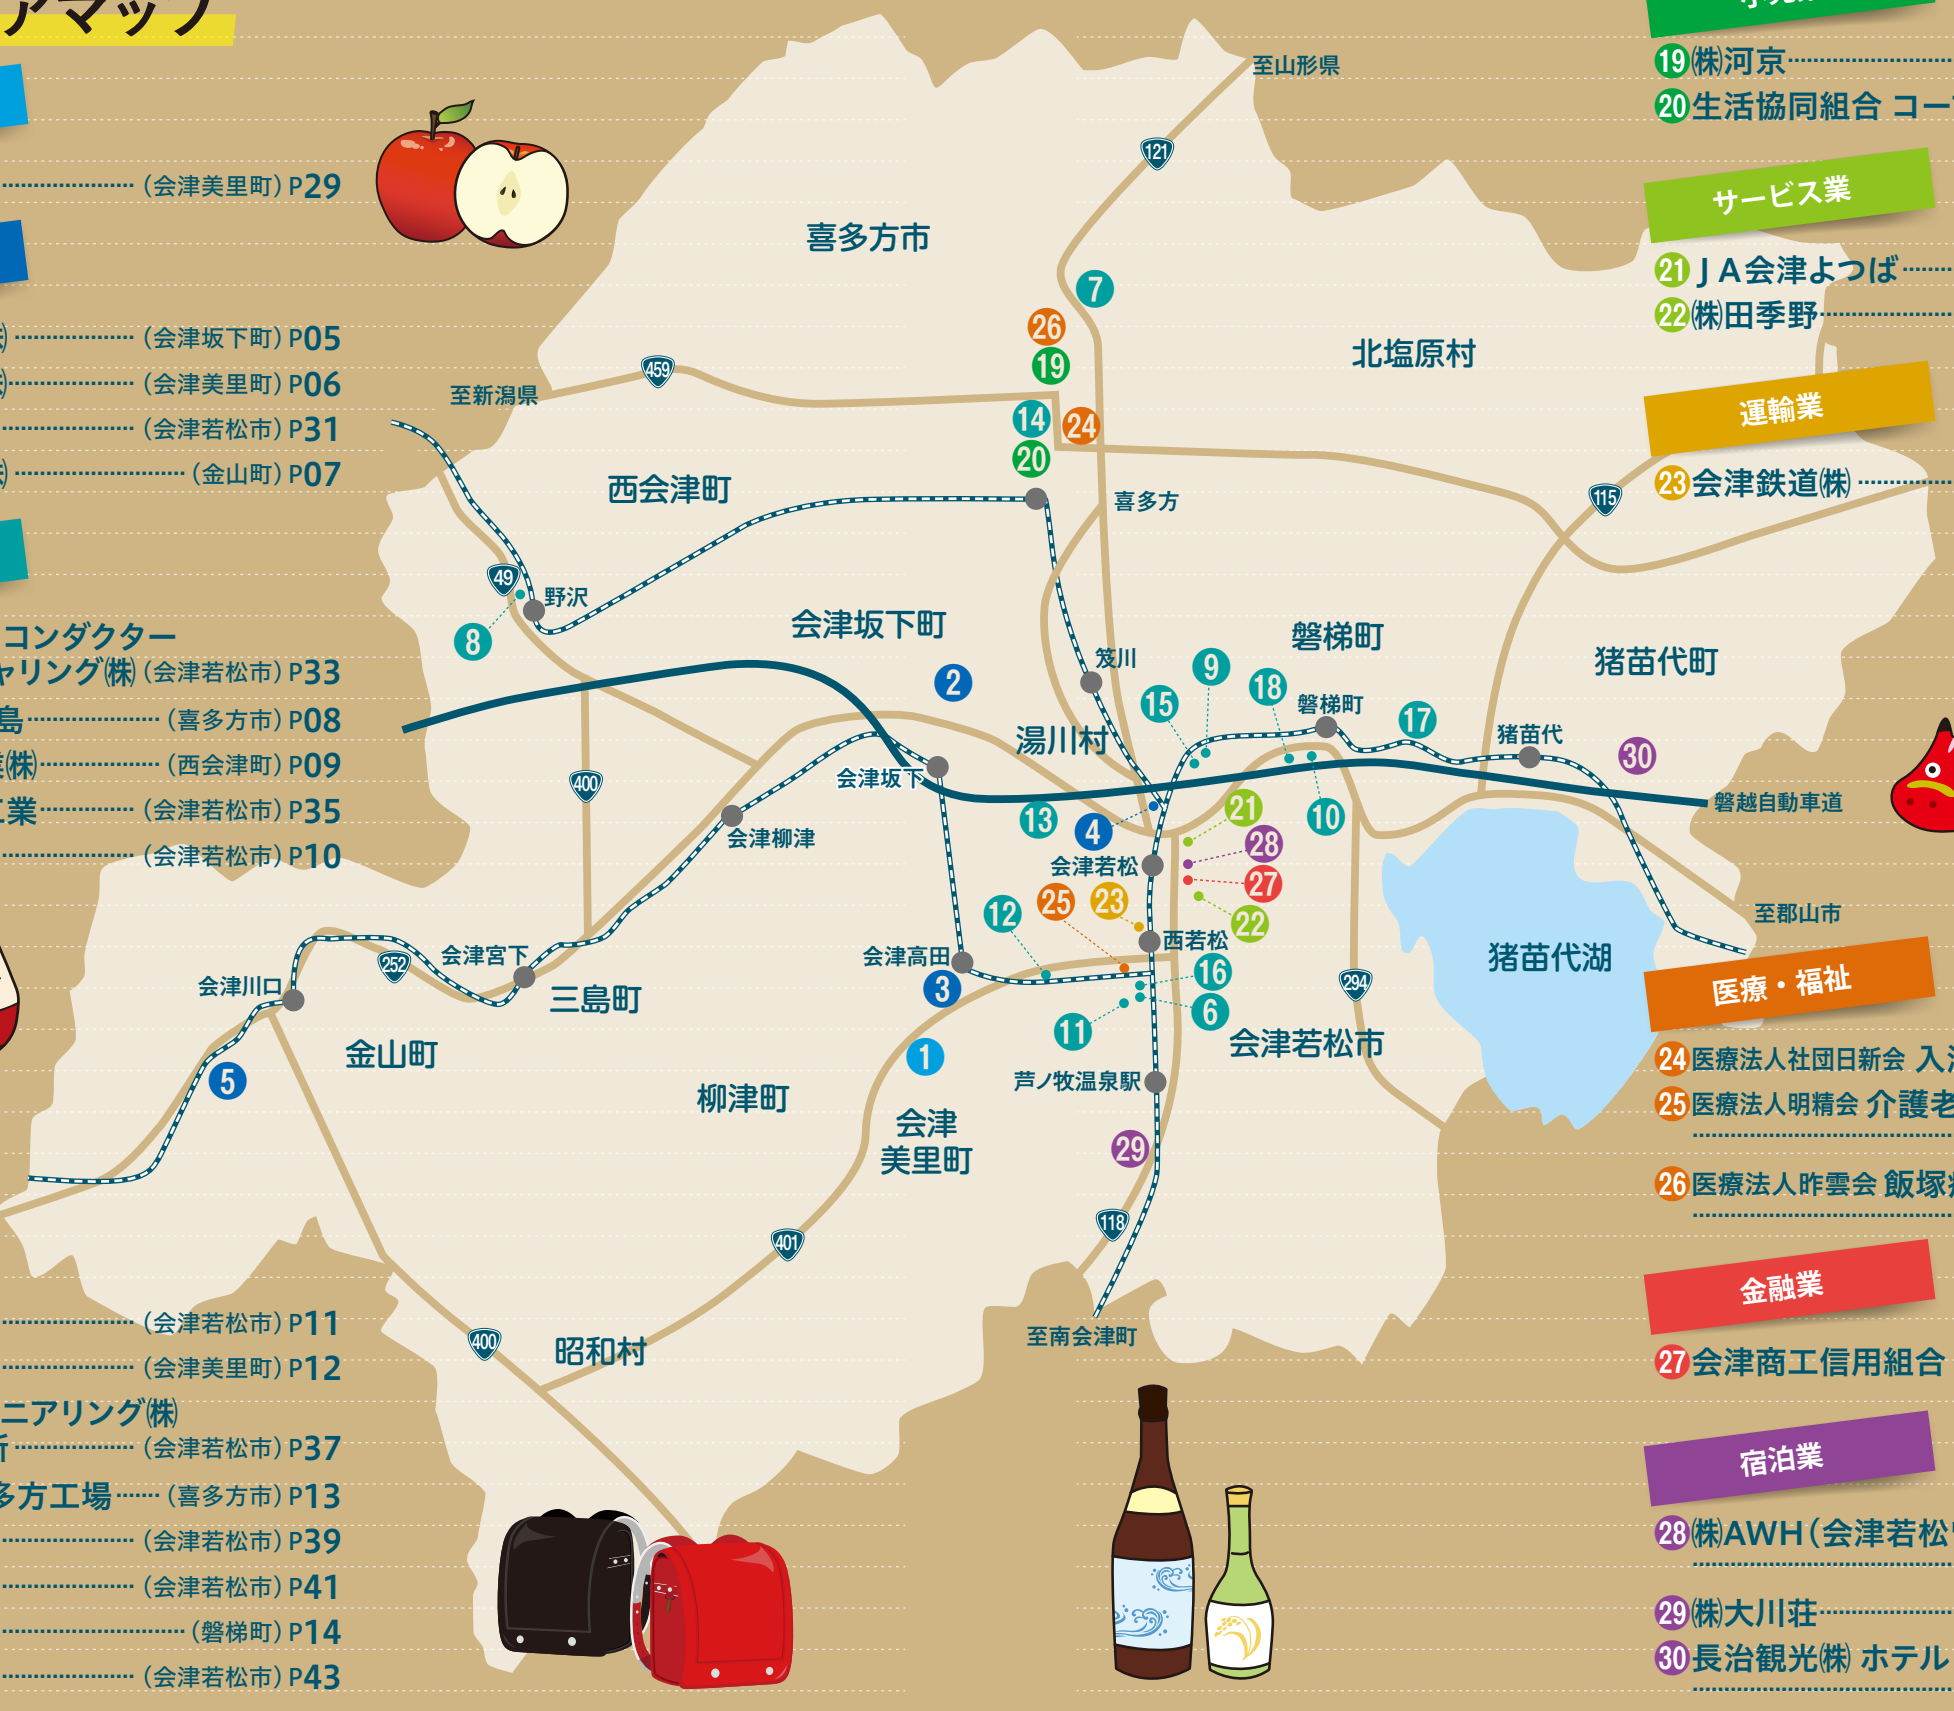 アマップ
(会津美里町)P29
(会津坂下町)P05
(会津美里町)P06
(会津若松市)P31
(金山町)P07
コンダクター
ャリング㈱(会津若松市)P33
島(喜多方市)P08
㈱(西会津町)P09
工業(会津若松市)P35
(会津若松市)P10
(会津若松市)P11
(会津美里町)P12
ニアリング㈱
(会津若松市)P37
多方工場(喜多方市)P13
(会津若松市)P39
(会津若松市)P41
(磐梯町)P14
(会津若松市)P43
至山形県
121
喜多方市
7
26
19
北塩原村
459
至新潟県
14
24
20
西会津町
喜多方
115
49
野沢
8
会津坂下町
磐梯町
猪苗代町
笈川
9
2
15
18
磐梯町
17
湯川村
猪苗代
30
会津坂下
400
磐越自動車道
13
4
21
10
会津柳津
28
会津若松
27
12
25
23
22
至郡山市
会津高田
西若松
会津宮下
252
猪苗代湖
会津川口
3
16
294
三島町
6
11
会津若松市
金山町
1
5
芦ノ牧温泉駅
柳津町
会津
美里町
29
118
401
至南会津町
400
昭和村
19㈱河京
20生活協同組合 コー
サービス業
21ＪＡ会津よつば
22㈱田季野
運輸業
23会津鉄道㈱
医療・福祉
24医療法人社団日新会 入
25医療法人明精会 介護老
26医療法人昨雲会 飯塚
金融業
27会津商工信用組合
宿泊業
28㈱AWH(会津若松
29㈱大川荘
30長治観光㈱ ホテル